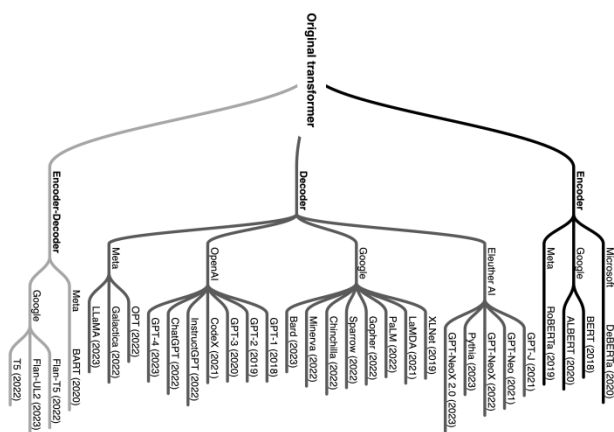 Microsoft DeBERTa (2020)
BERT (2018)
Encoder Google
ALBERT (2020)
Meta RoBERTa (2019)
GPT-J (2021)
GPT-Neo (2021)
Eleuther AI GPT-NeoX (2022)
Pythia (2023)
GPT-NeoX 2.0 (2023)
XLNet (2019)
LaMDA (2021)
PaLM (2022)
Gopher (2022)
Google
Sparrow (2022)
Chinchilla (2022)
Minerva (2022)
Original transformer
Decoder
Bard (2023)
GPT-1 (2018)
GPT-2 (2019)
GPT-3 (2020)
OpenAI
CodeX (2021)
InstructGPT (2022)
ChatGPT (2022)
GPT-4 (2023)
OPT (2022)
Meta Galactica (2022)
LLaMA (2023)
Meta BART (2020)
Encoder-Decoder
Flan-T5 (2022)
Google Flan-UL2 (2023)
T5 (2022)